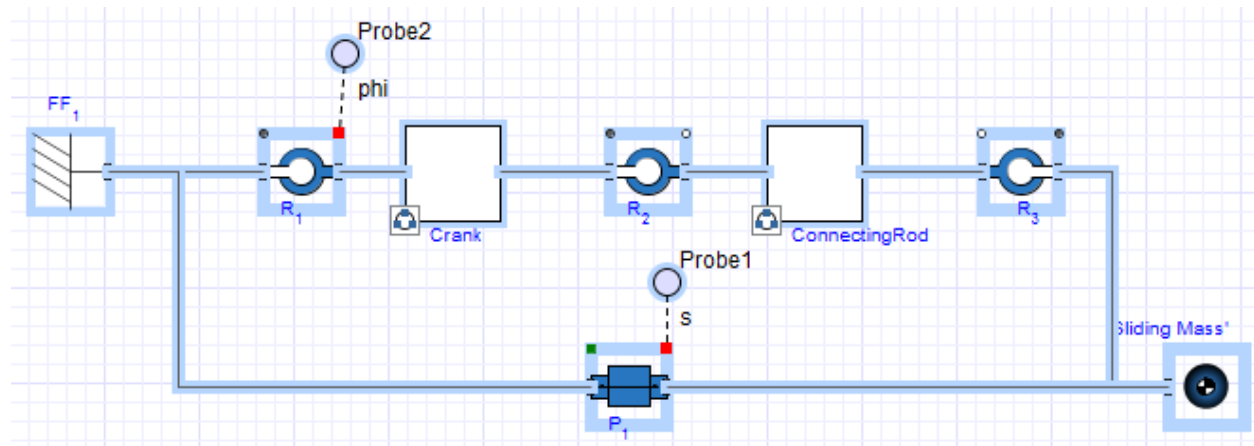 Probe2
phi
FF1
R1
Crank
R2
ConnectingRod
R3
Probe1
s
Sliding Mass'
P1